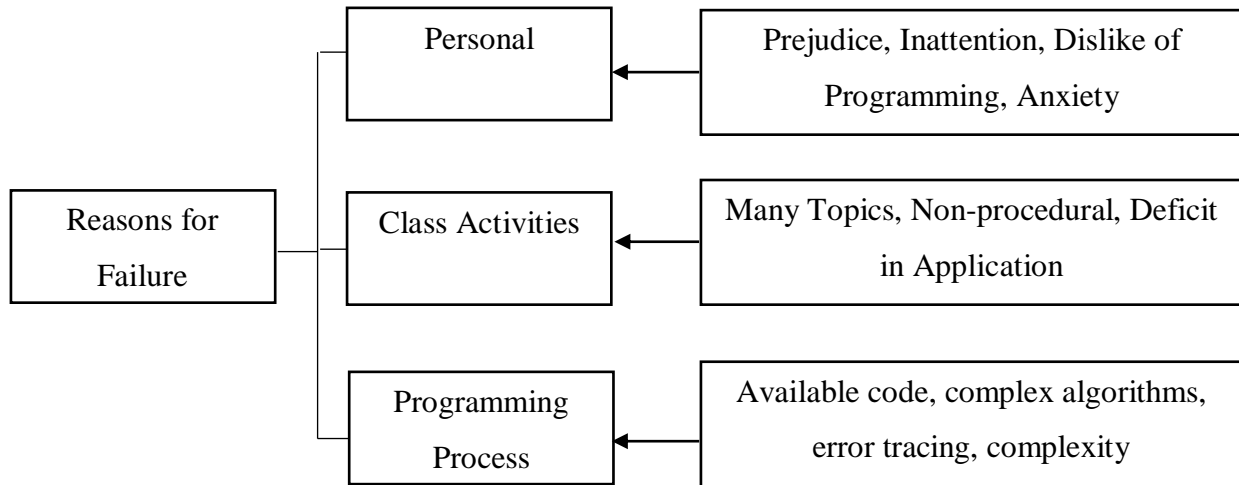 Personal
Prejudice, Inattention, Dislike of
Programming, Anxiety
Reasons for
Failure
Class Activities
Many Topics, Non-procedural, Deficit
in Application
Programming
Process
Available code, complex algorithms,
error tracing, complexity